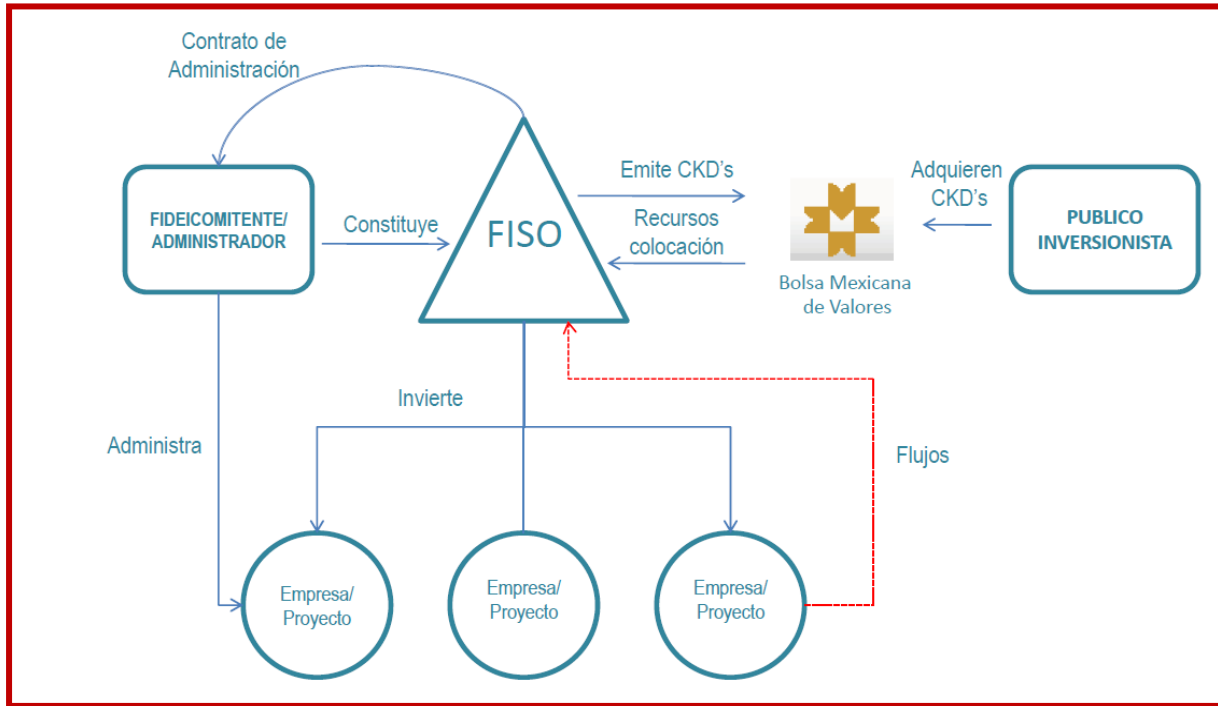 Contrato de
Administración
FIDEICOMITENTE/
ADMINISTRADOR
Constituye
FISO
Emite CKD's
Recursos
colocación
Bolsa Mexicana
de Valores
Adquieren
CKD's
PUBLICO
INVERSIONISTA
Invierte
Administra
Flujos
Empresa/
Proyecto
Empresa/
Proyecto
Empresa/
Proyecto